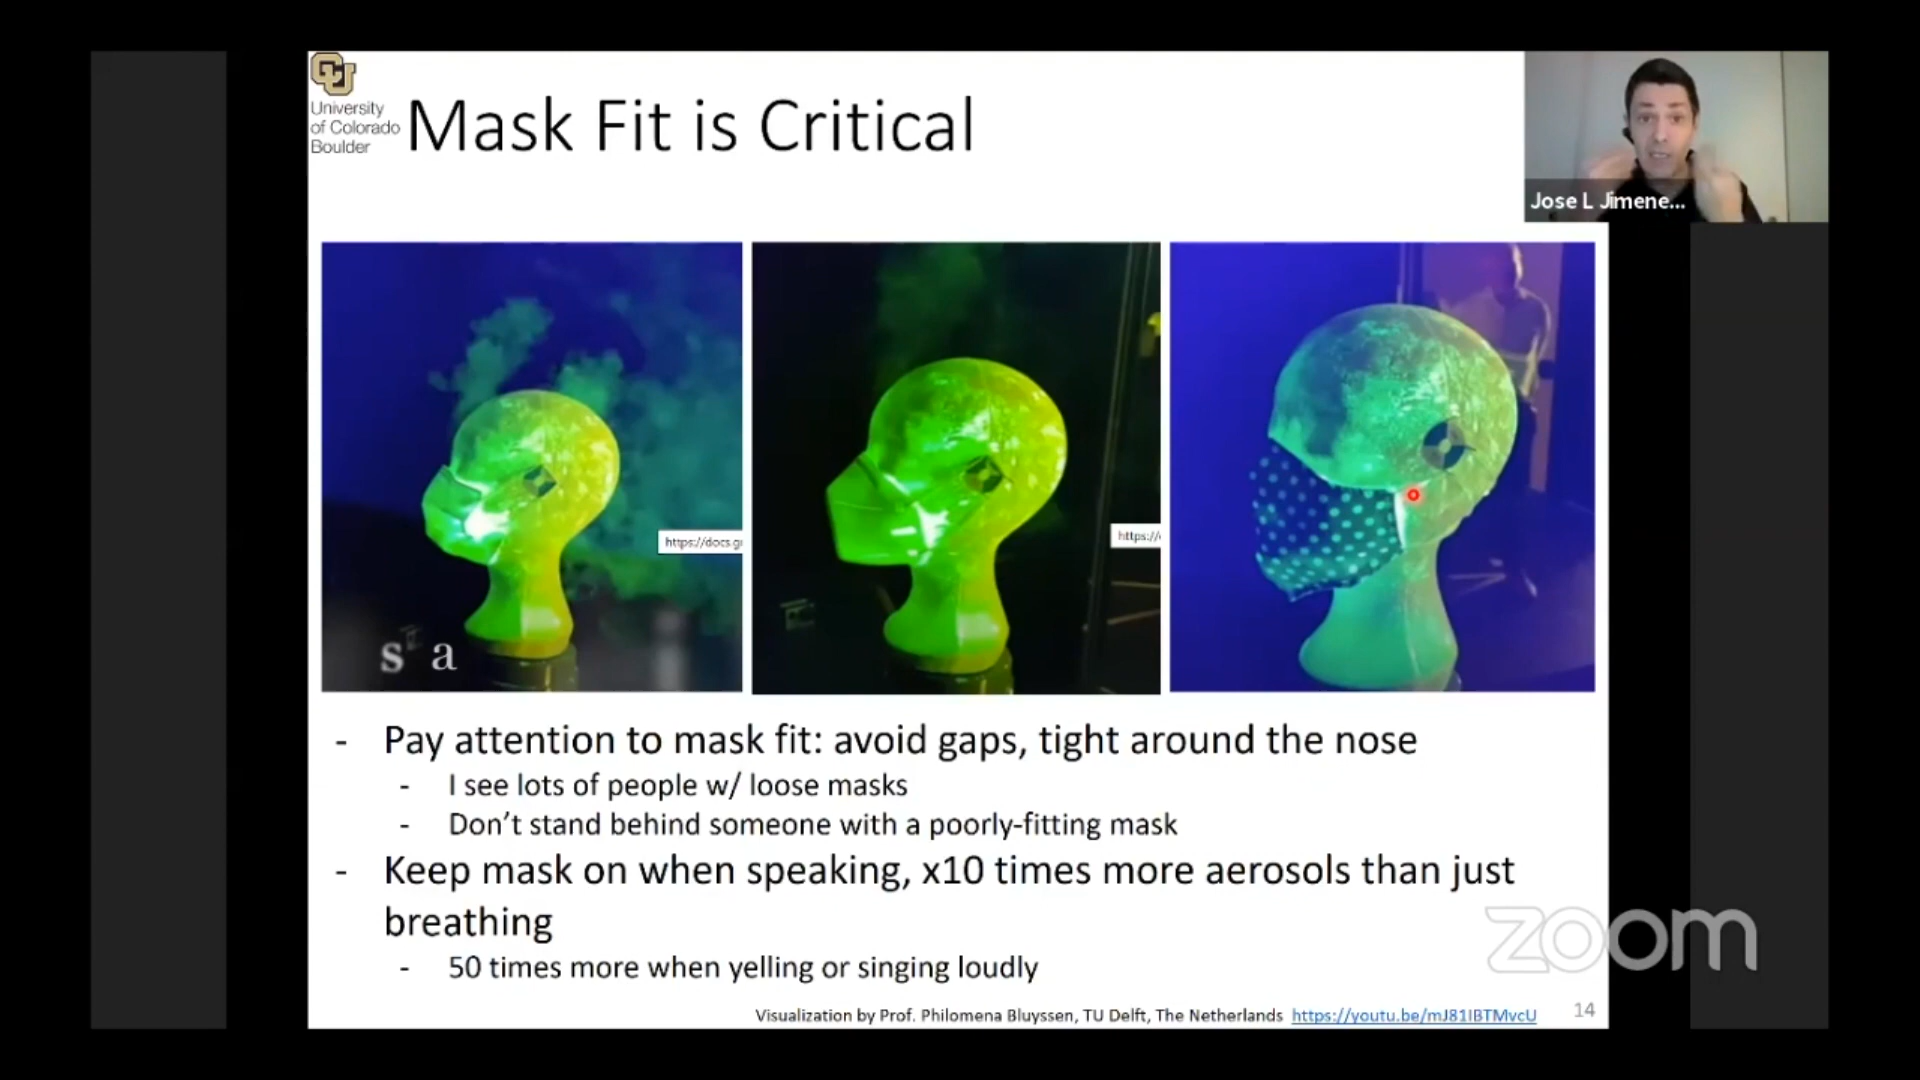 University
of Colorado
Boulder
Mask Fit is Critical
Jose L Jimene...
https://docs.g
https://
s a
- Pay attention to mask fit: avoid gaps, tight around the nose
- I see lots of people w/ loose masks
- Don't stand behind someone with a poorly-fitting mask
- Keep mask on when speaking, x10 times more aerosols than just
breathing
- 50 times more when yelling or singing loudly
zoom
Visualization by Prof. Philomena Bluyssen, TU Delft, The Netherlands https://youtu.be/mJ81IBTMvcU
14